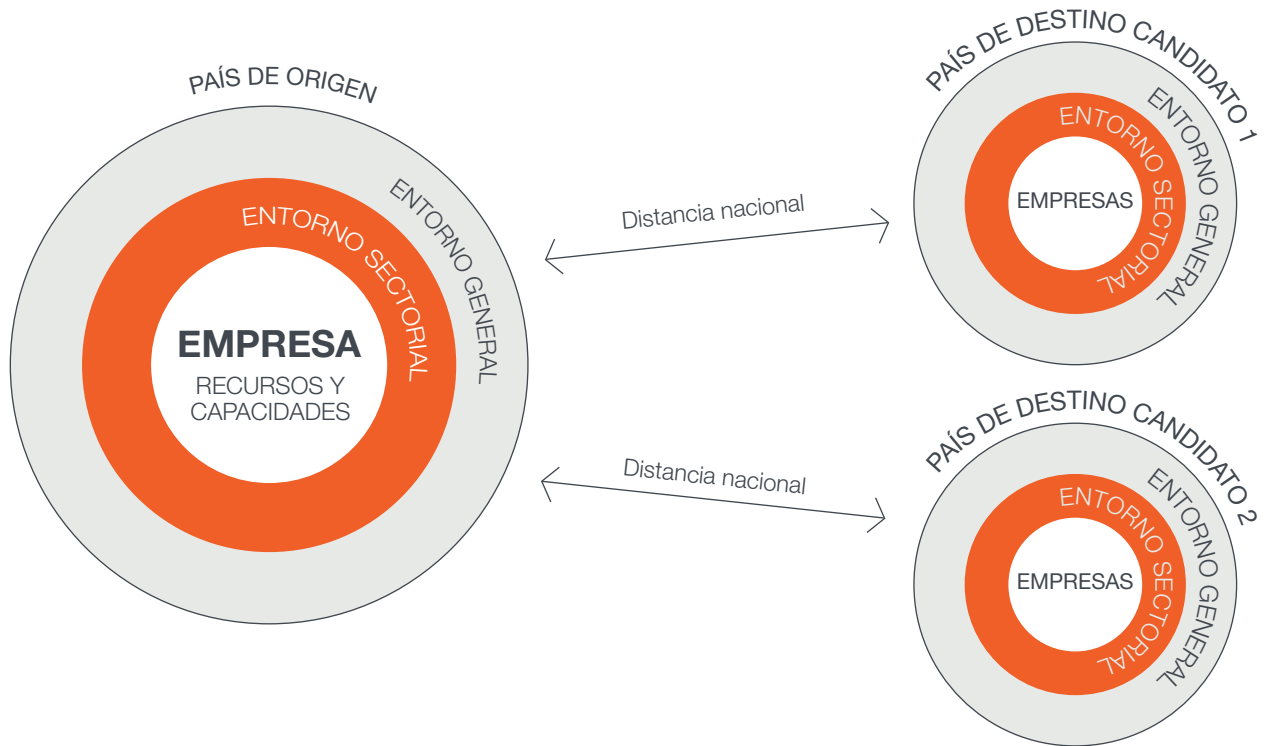 PAÍS DE ORIGEN
ENTORNO GENERAL
ENTORNO SECTORIAL
EMPRESA
RECURSOS Y
CAPACIDADES
Distancia nacional
Distancia nacional
PAÍS DE DESTINO CANDIDATO 1
ENTORNO GENERAL
ENTORNO SECTORIAL
EMPRESAS
PAÍS DE DESTINO CANDIDATO 2
ENTORNO GENERAL
ENTORNO SECTORIAL
EMPRESAS